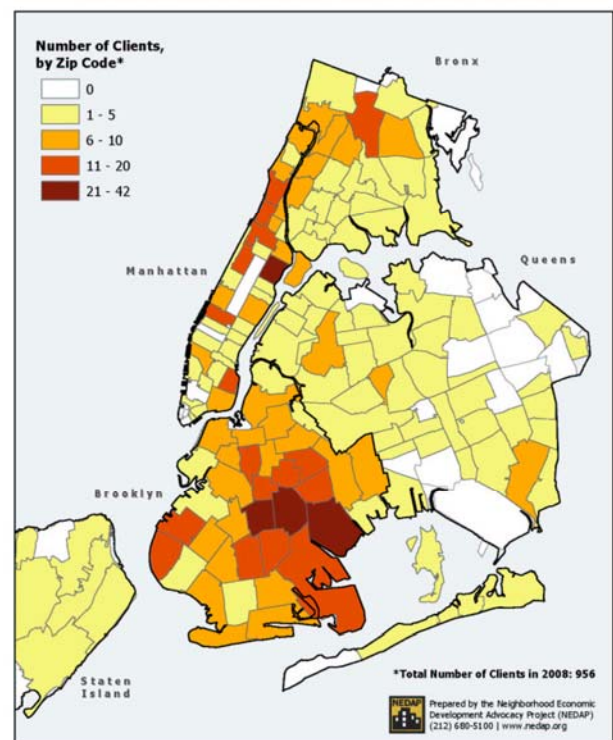 Number of Clients,
by Zip Code*
0
1 - 5
6 - 10
11 - 20
21 - 42
Bronx
Manhattan
Queens
Brooklyn
Staten
Island
*Total Number of Clients in 2008: 956
NEDAP
Prepared by the Neighborhood Economic
Development Advocacy Project (NEDAP)
(212) 680-5100 | www.nedap.org